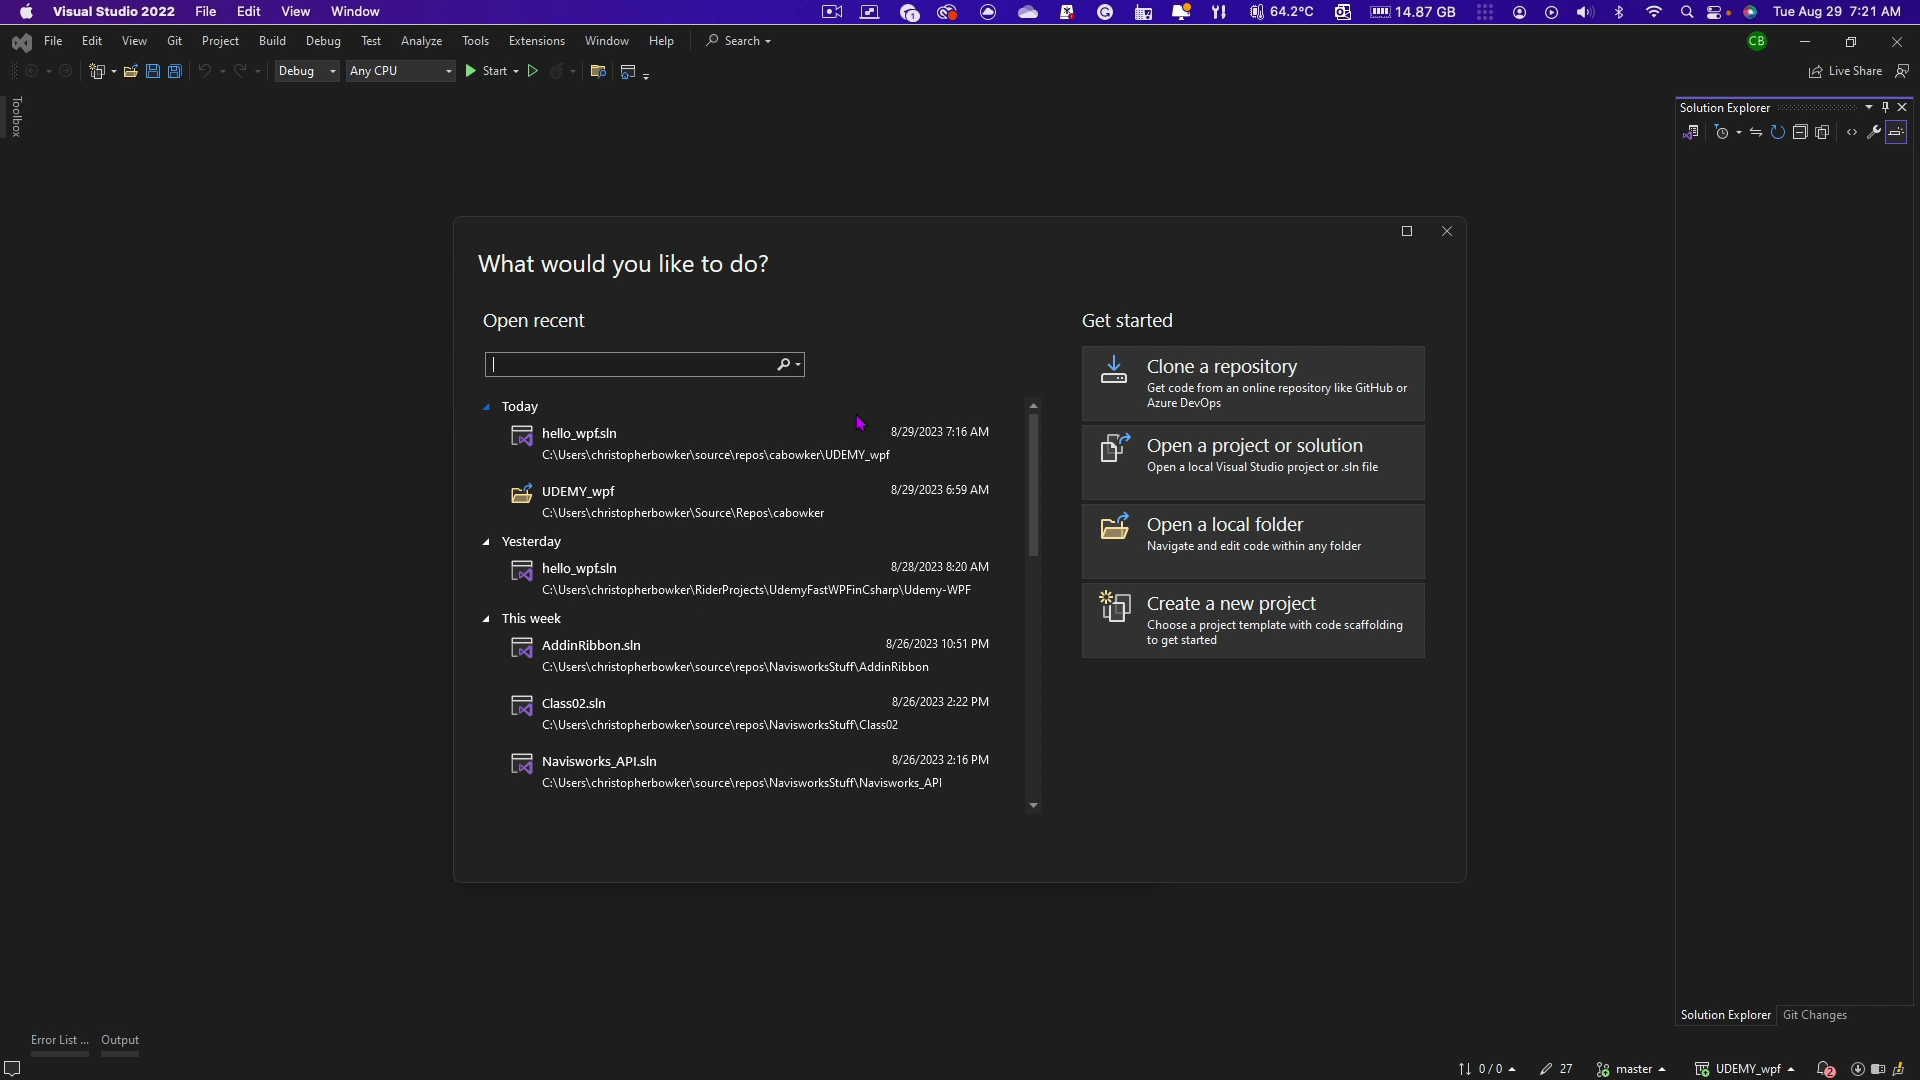 Visual Studio 2022 File Edit View Window 64.2°C 14.87 GB Tue Aug 29 7:21 AM
File Edit View Git Project Build Debug Test Analyze Tools Extensions Window Help Search CB
Debug Any CPU Start Live Share
Toolbox
Solution Explorer
What would you like to do?
Open recent
Get started
Today
hello_wpf.sln 8/29/2023 7:16 AM
C:\Users\christopherbowker\source\repos\cabowker\UDEMY_wpf
UDEMY_wpf 8/29/2023 6:59 AM
C:\Users\christopherbowker\Source\Repos\cabowker
Yesterday
hello_wpf.sln 8/28/2023 8:20 AM
C:\Users\christopherbowker\RiderProjects\UdemyFastWPFinCsharp\Udemy-WPF
This week
AddinRibbon.sln 8/26/2023 10:51 PM
C:\Users\christopherbowker\source\repos\NavisworksStuff\AddinRibbon
Class02.sln 8/26/2023 2:22 PM
C:\Users\christopherbowker\source\repos\NavisworksStuff\Class02
Navisworks_API.sln 8/26/2023 2:16 PM
C:\Users\christopherbowker\source\repos\NavisworksStuff\Navisworks_API
Clone a repository
Get code from an online repository like GitHub or
Azure DevOps
Open a project or solution
Open a local Visual Studio project or .sln file
Open a local folder
Navigate and edit code within any folder
Create a new project
Choose a project template with code scaffolding
to get started
Solution Explorer Git Changes
Error List ... Output
0 / 0 27 master UDEMY_wpf 2